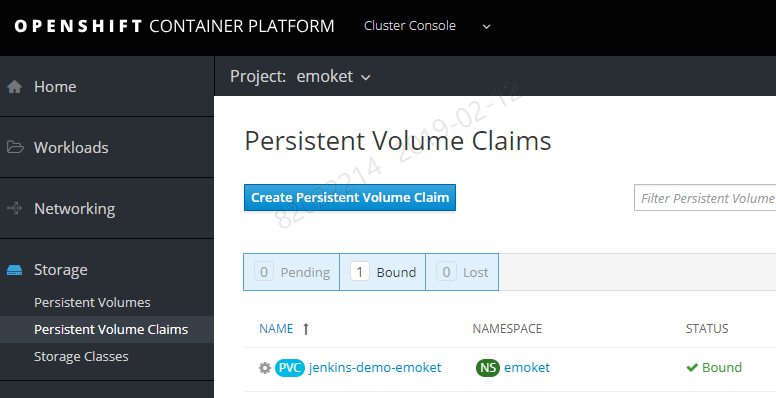 OPENSHIFT CONTAINER PLATFORM Cluster Console
Project: emoket
Home
Workloads
Networking
Storage
Persistent Volumes
Persistent Volume Claims
Storage Classes
Persistent Volume Claims
Create Persistent Volume Claim Filter Persistent Volume
0 Pending 1 Bound 0 Lost
NAME NAMESPACE STATUS
PVC jenkins-demo-emoket NS emoket Bound
2019-02-12